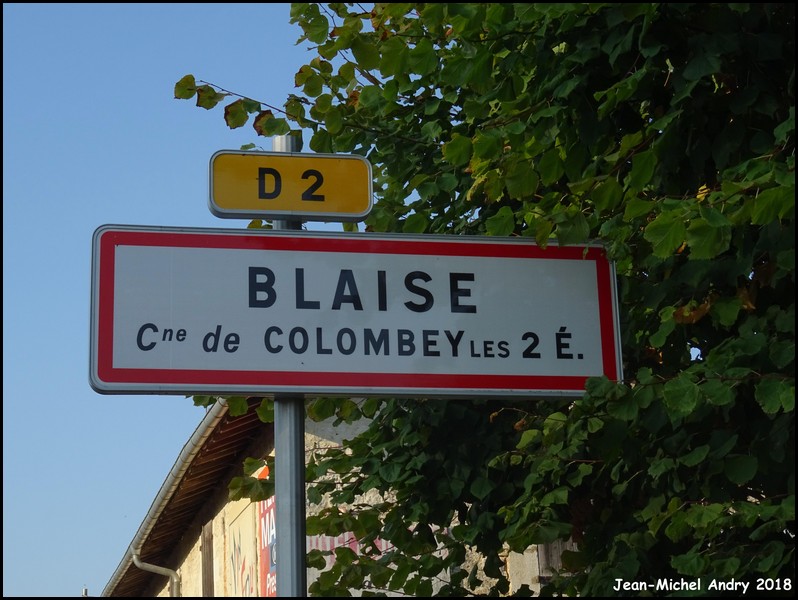 D 2
BLAISE
Cne de COLOMBEY LES 2 É.
Jean-Michel Andry 2018